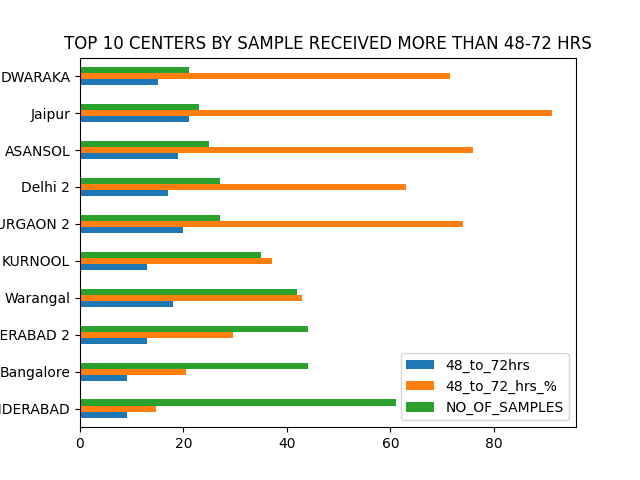 TOP 10 CENTERS BY SAMPLE RECEIVED MORE THAN 48-72 HRS
DWARAKA
Jaipur
ASANSOL
Delhi 2
URGAON 2
KURNOOL
Warangal
ERABAD 2
Bangalore
DERABAD
48_to_72hrs
48_to_72_hrs_%
NO_OF_SAMPLES
0 20 40 60 80